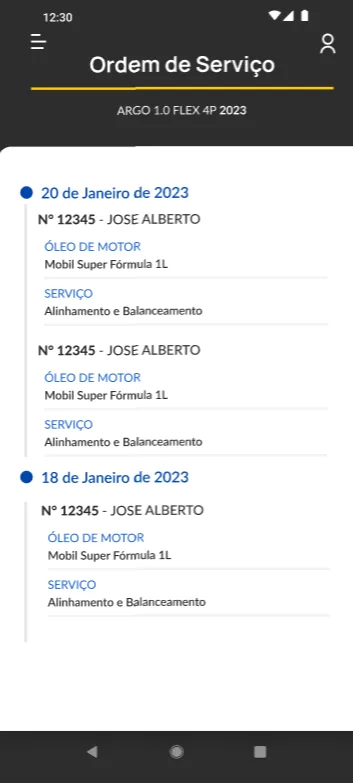 12:30
Ordem de Serviço
ARGO 1.0 FLEX 4P 2023
20 de Janeiro de 2023
N° 12345 - JOSE ALBERTO
ÓLEO DE MOTOR
Mobil Super Fórmula 1L
SERVIÇO
Alinhamento e Balanceamento
N° 12345 - JOSE ALBERTO
ÓLEO DE MOTOR
Mobil Super Fórmula 1L
SERVIÇO
Alinhamento e Balanceamento
18 de Janeiro de 2023
N° 12345 - JOSE ALBERTO
ÓLEO DE MOTOR
Mobil Super Fórmula 1L
SERVIÇO
Alinhamento e Balanceamento